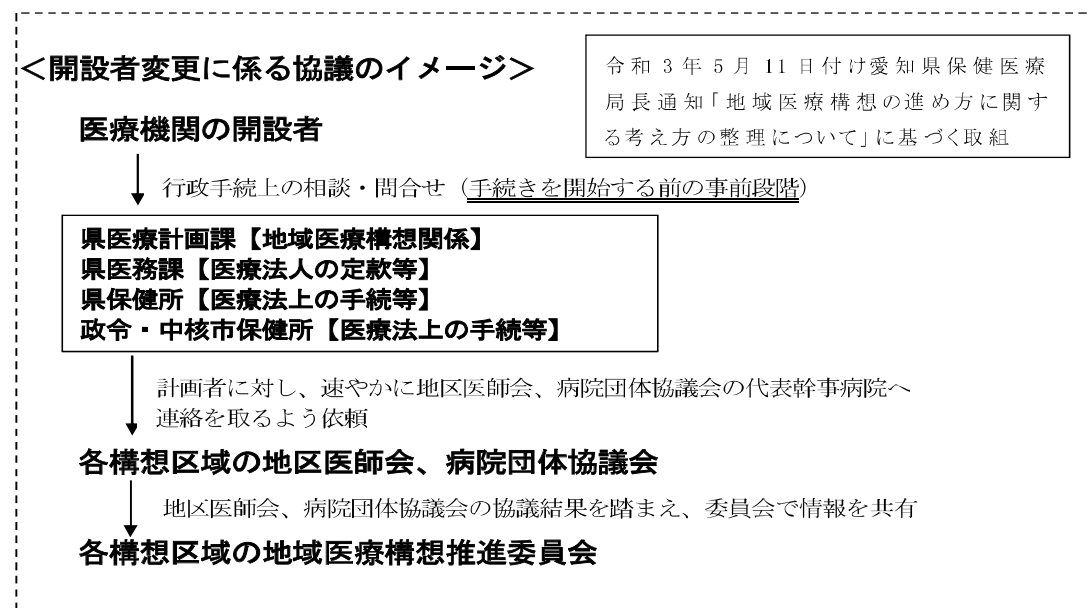 ＜開設者変更に係る協議のイメージ＞
令和３年５月11日付け愛知県保健医療
局長通知「地域医療構想の進め方に関す
る考え方の整理について」に基づく取組
医療機関の開設者
行政手続上の相談・問合せ（手続きを開始する前の事前段階）
県医療計画課【地域医療構想関係】
県医務課【医療法人の定款等】
県保健所【医療法上の手続等】
政令・中核市保健所【医療法上の手続等】
計画者に対し、速やかに地区医師会、病院団体協議会の代表幹事病院へ
連絡を取るよう依頼
各構想区域の地区医師会、病院団体協議会
地区医師会、病院団体協議会の協議結果を踏まえ、委員会で情報を共有
各構想区域の地域医療構想推進委員会